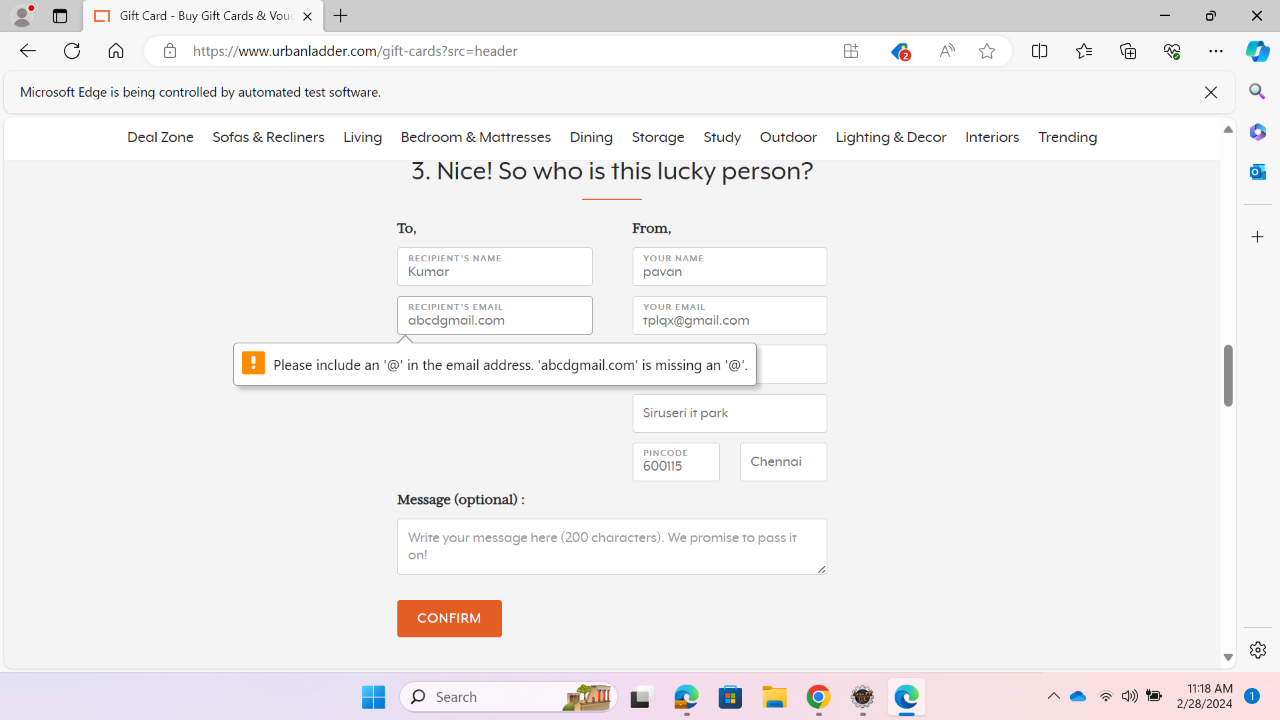 Gift Card - Buy Gift Cards & Vou
https://www.urbanladder.com/gift-cards?src=header
2
Microsoft Edge is being controlled by automated test software.
Deal Zone Sofas & Recliners Living Bedroom & Mattresses Dining Storage Study Outdoor Lighting & Decor Interiors Trending
3. Nice! So who is this lucky person?
To, From,
RECIPIENT'S NAME YOUR NAME
Kumar pavan
RECIPIENT'S EMAIL YOUR EMAIL
abcdgmail.com tplqx@gmail.com
Please include an '@' in the email address. 'abcdgmail.com' is missing an '@'.
Siruseri it park
PINCODE
600115 Chennai
Message (optional) :
Write your message here (200 characters). We promise to pass it
on!
CONFIRM
Search
11:18 AM
2/28/2024
1